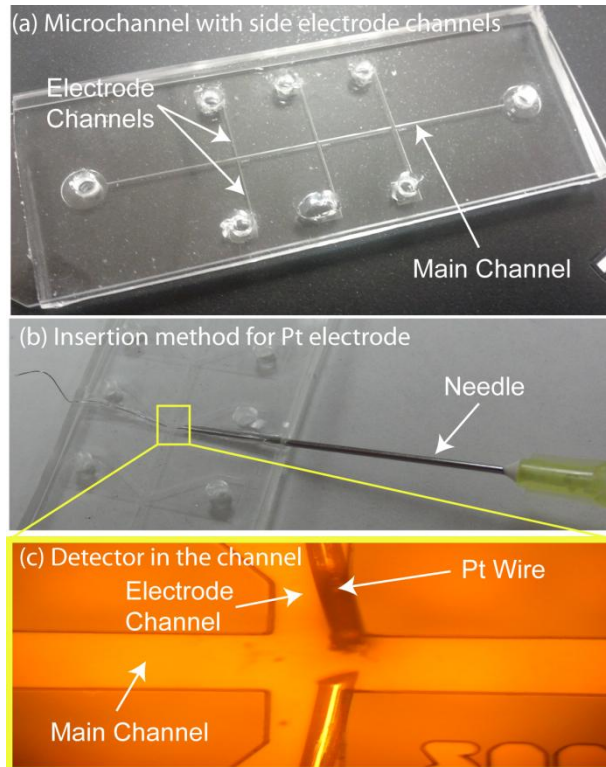 (a) Microchannel with side electrode channels
Electrode
Channels
Main Channel
(b) Insertion method for Pt electrode
Needle
(c) Detector in the channel
Pt Wire
Electrode
Channel
Main Channel